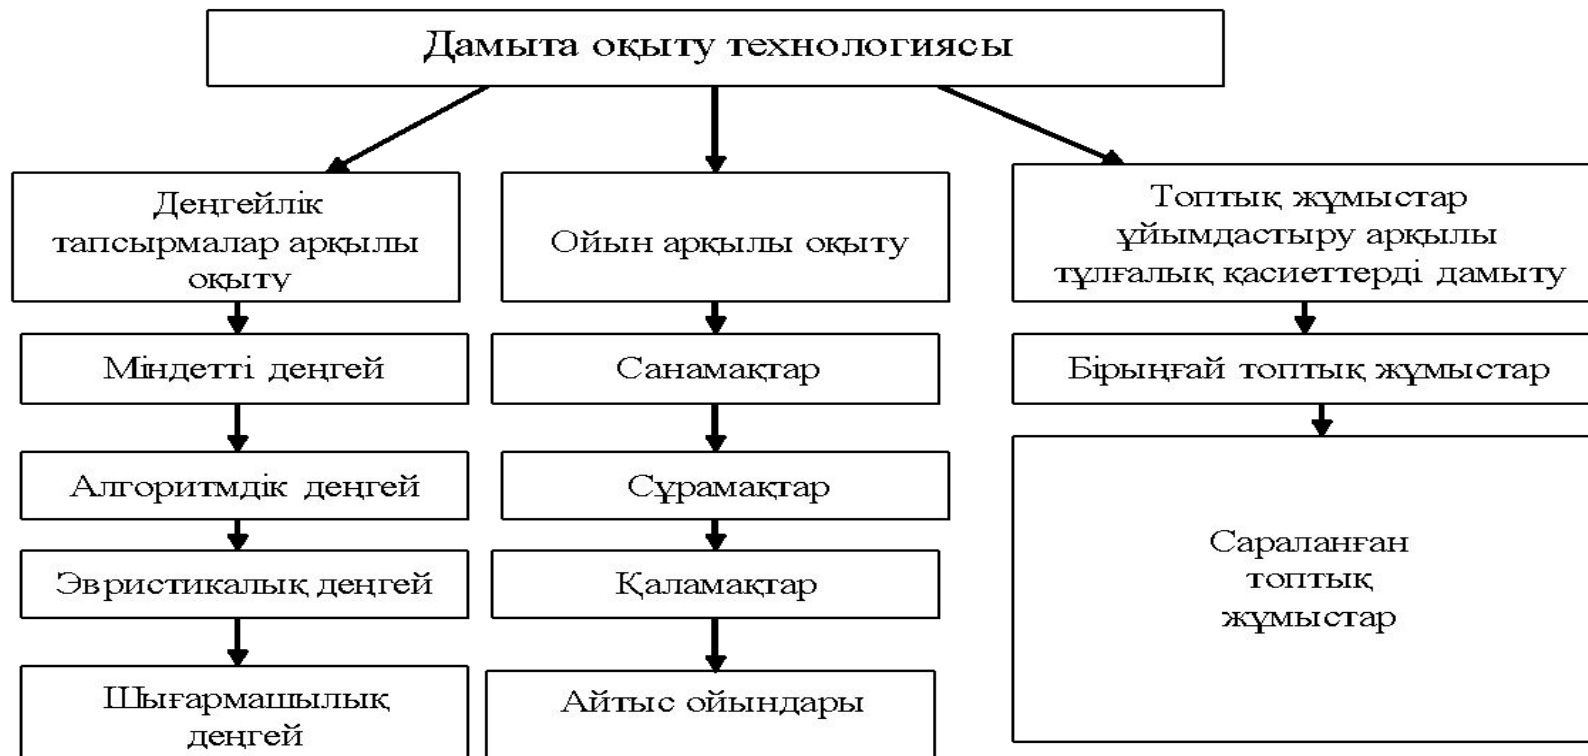 Дамыта оқыту технологиясы
Деңгейлік
тапсырмалар арқылы
оқыту
Ойын арқылы оқыту
Топтық жұмыстар
ұйымдастыру арқылы
тұлғалық қасиеттерді дамыту
Міндетті деңгей
Санамақтар
Бірыңғай топтық жұмыстар
Алгоритмдік деңгей
Сұрамақтар
Сараланған
топтық
жұмыстар
Эвристикалық деңгей
Қаламақтар
Шығармашылық
деңгей
Айтыс ойындары